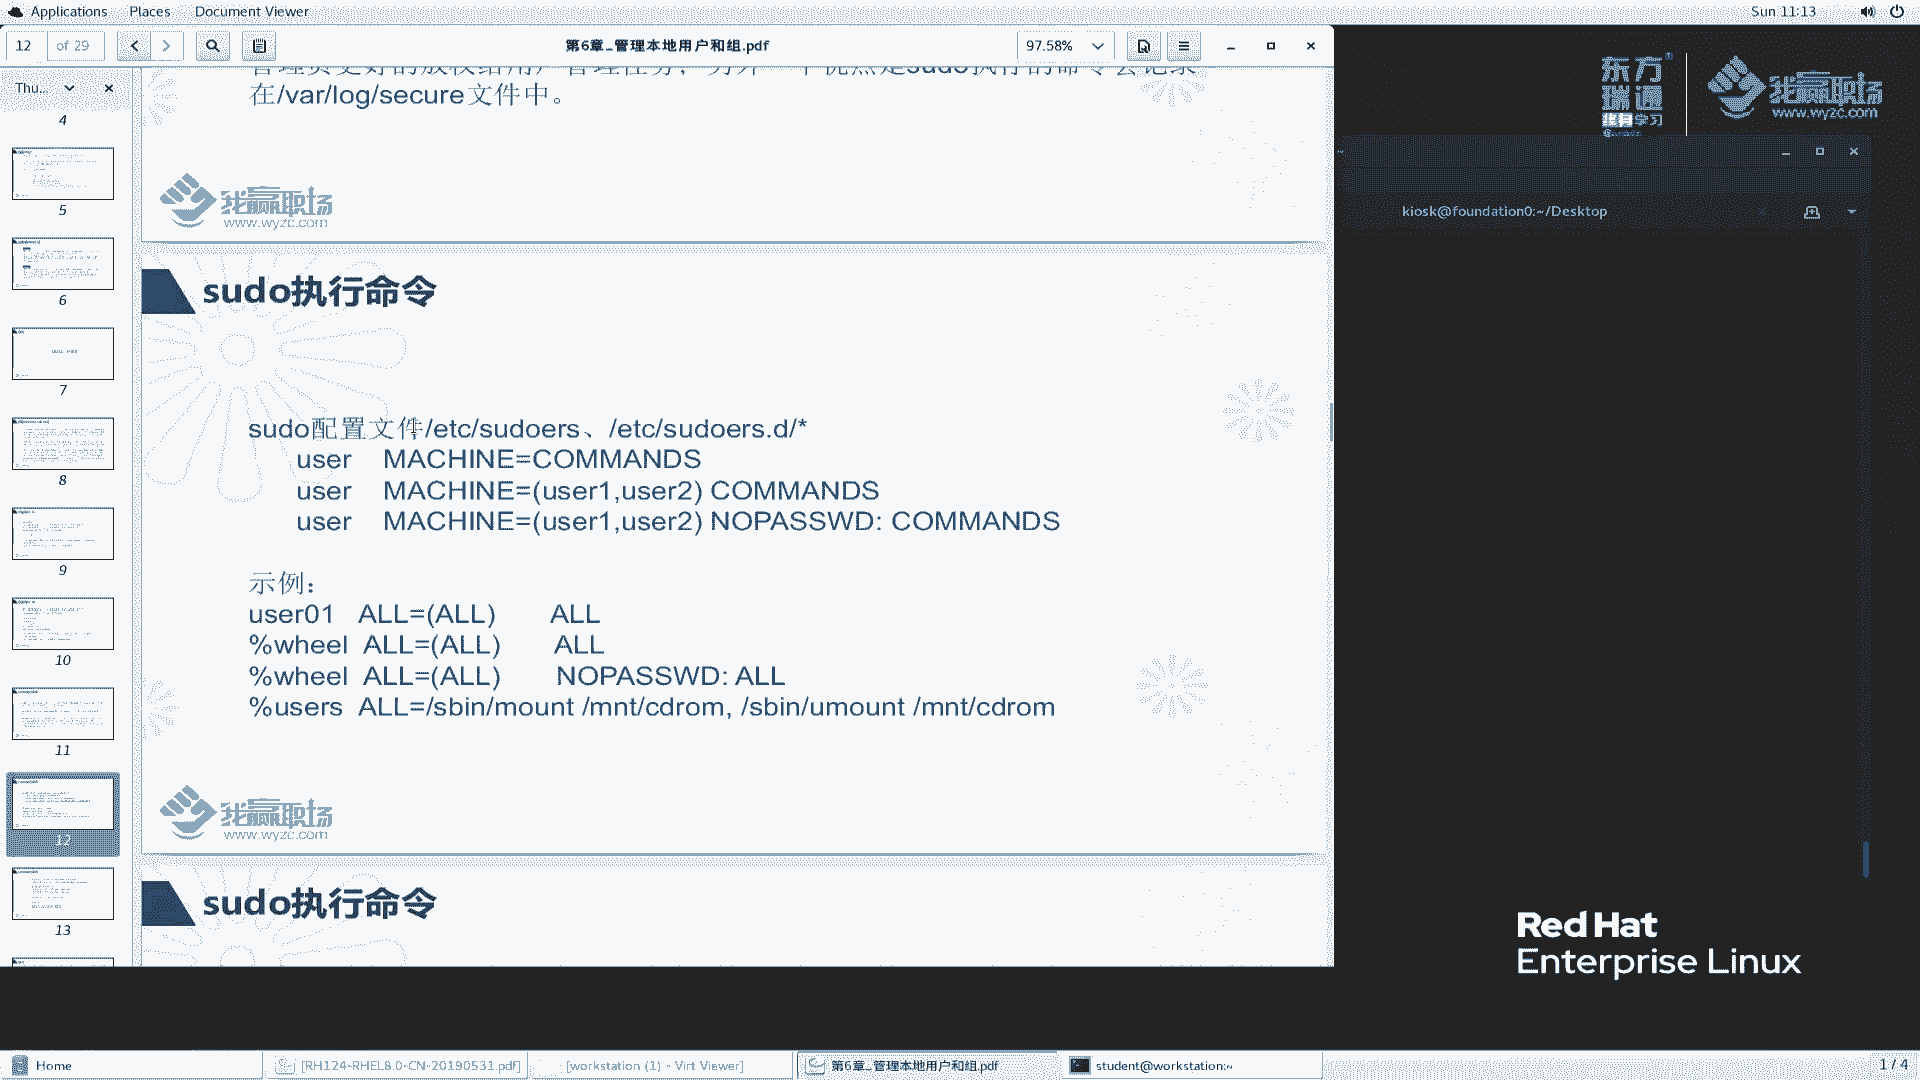 Applications Places Document Viewer Sun 11:13
12 of 29 第6章_管理本地用户和组.pdf 97.58%
Thu...
4
5
6
7
8
9
10
11
12
13
在/var/log/secure文件中。
我赢职场
www.wyzc.com
sudo执行命令
sudo配置文件/etc/sudoers、/etc/sudoers.d/*
user MACHINE=COMMANDS
user MACHINE=(user1,user2) COMMANDS
user MACHINE=(user1,user2) NOPASSWD: COMMANDS
示例：
user01 ALL=(ALL) ALL
%wheel ALL=(ALL) ALL
%wheel ALL=(ALL) NOPASSWD: ALL
%users ALL=/sbin/mount /mnt/cdrom, /sbin/umount /mnt/cdrom
我赢职场
www.wyzc.com
sudo执行命令
东方
瑞通
终身学习
我赢职场
www.wyzc.com
kiosk@foundation0:~/Desktop
Red Hat
Enterprise Linux
Home
[RH124-RHEL8.0-CN-20190531.pdf]
[workstation (1) - Virt Viewer]
第6章_管理本地用户和组.pdf
student@workstation:~
1 / 4